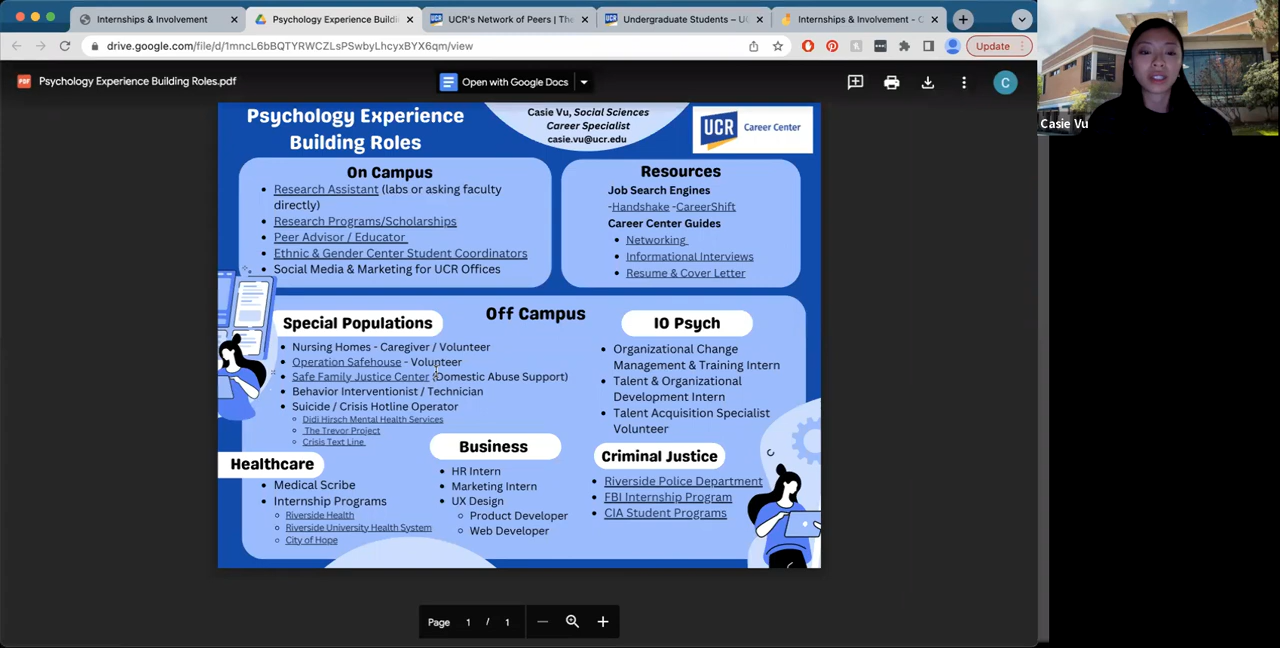 Internships & Involvement
Psychology Experience Buildi
UCR's Network of Peers | The
Undergraduate Students – U
Internships & Involvement - C
drive.google.com/file/d/1mncL6bBQTYRWCZLsPSwbyLhcyxBYX6qm/view
Update
Psychology Experience Building Roles.pdf
Open with Google Docs
C
Psychology Experience
Building Roles
Casie Vu, Social Sciences
Career Specialist
casie.vu@ucr.edu
UCR
Career Center
On Campus
Research Assistant (labs or asking faculty
directly)
Research Programs/Scholarships
Peer Advisor / Educator
Ethnic & Gender Center Student Coordinators
Social Media & Marketing for UCR Offices
Resources
Job Search Engines
-Handshake -CareerShift
Career Center Guides
Networking
Informational Interviews
Resume & Cover Letter
Off Campus
Special Populations
Nursing Homes - Caregiver / Volunteer
Operation Safehouse - Volunteer
Safe Family Justice Center (Domestic Abuse Support)
Behavior Interventionist / Technician
Suicide / Crisis Hotline Operator
Didi Hirsch Mental Health Services
The Trevor Project
Crisis Text Line
IO Psych
Organizational Change
Management & Training Intern
Talent & Organizational
Development Intern
Talent Acquisition Specialist
Volunteer
Healthcare
Medical Scribe
Internship Programs
Riverside Health
Riverside University Health System
City of Hope
Business
HR Intern
Marketing Intern
UX Design
Product Developer
Web Developer
Criminal Justice
Riverside Police Department
FBI Internship Program
CIA Student Programs
Page 1 / 1
Casie Vu